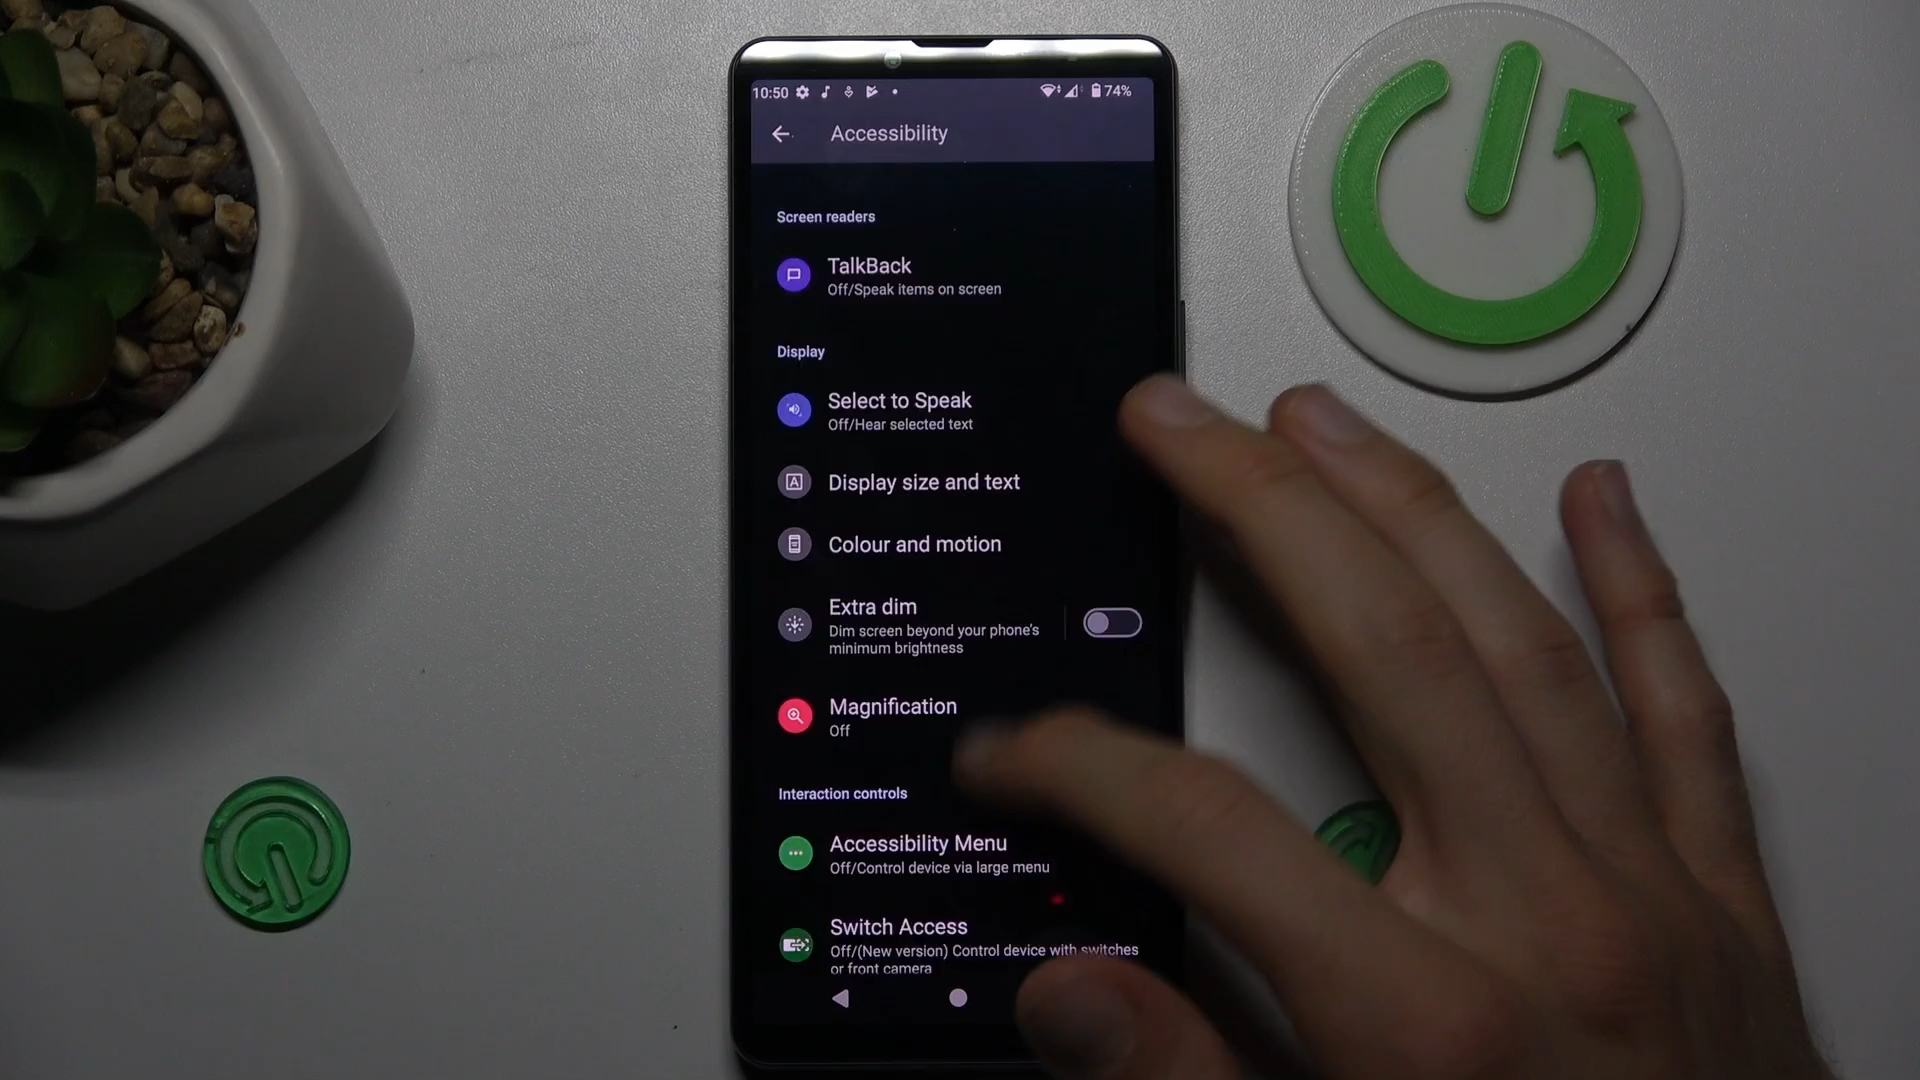 10:50 74%
Accessibility
Screen readers
TalkBack
Off/Speak items on screen
Display
Select to Speak
Off/Hear selected text
Display size and text
Colour and motion
Extra dim
Dim screen beyond your phone's
minimum brightness
Magnification
Off
Interaction controls
Accessibility Menu
Off/Control device via large menu
Switch Access
Off/(New version) Control device with switches
or front camera